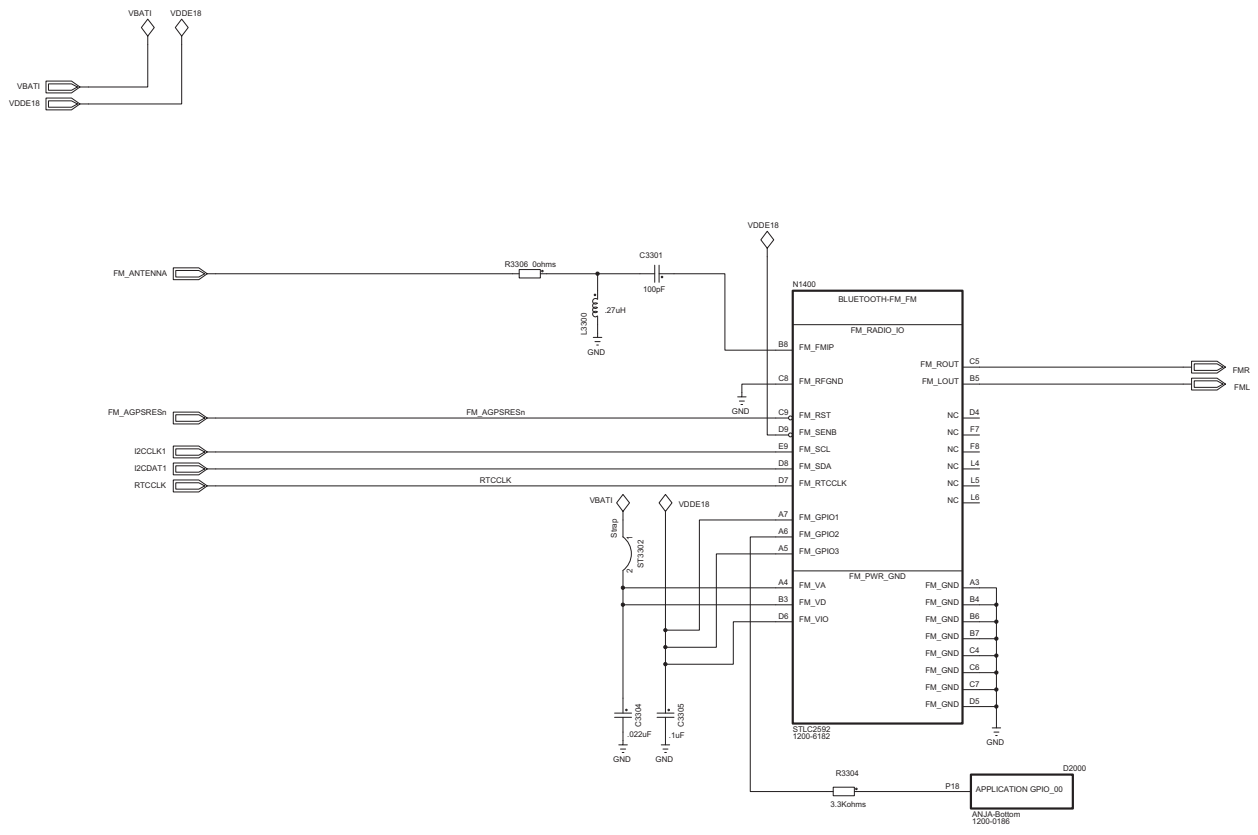 VBATI VDDE18
VBATI
VDDE18
VDDE18
FM_ANTENNA
R3306 0ohms
C3301
100pF
L3300
.27uH
GND
N1400
BLUETOOTH-FM_FM
FM_RADIO_IO
B8 FM_FMIP
FM_ROUT C5
FMR
C8 FM_RFGND
FM_LOUT B5
FML
GND
FM_AGPSRESn
FM_AGPSRESn
C9 FM_RST
NC D4
D9 FM_SENB
NC F7
I2CCLK1
E9 FM_SCL
NC F8
I2CDAT1
D8 FM_SDA
NC L4
RTCCLK
RTCCLK
D7 FM_RTCCLK
NC L5
NC L6
VBATI
VDDE18
A7 FM_GPIO1
A6 FM_GPIO2
A5 FM_GPIO3
Strap
1
2
ST3302
FM_PWR_GND
A4 FM_VA
FM_GND A3
B3 FM_VD
FM_GND B4
D6 FM_VIO
FM_GND B6
FM_GND B7
FM_GND C4
FM_GND C6
FM_GND C7
FM_GND D5
C3304
.022uF
GND
C3305
.1uF
GND
STLC2592
1200-6182
GND
R3304
3.3Kohms
D2000
P18 APPLICATION GPIO_00
ANJA-Bottom
1200-0186